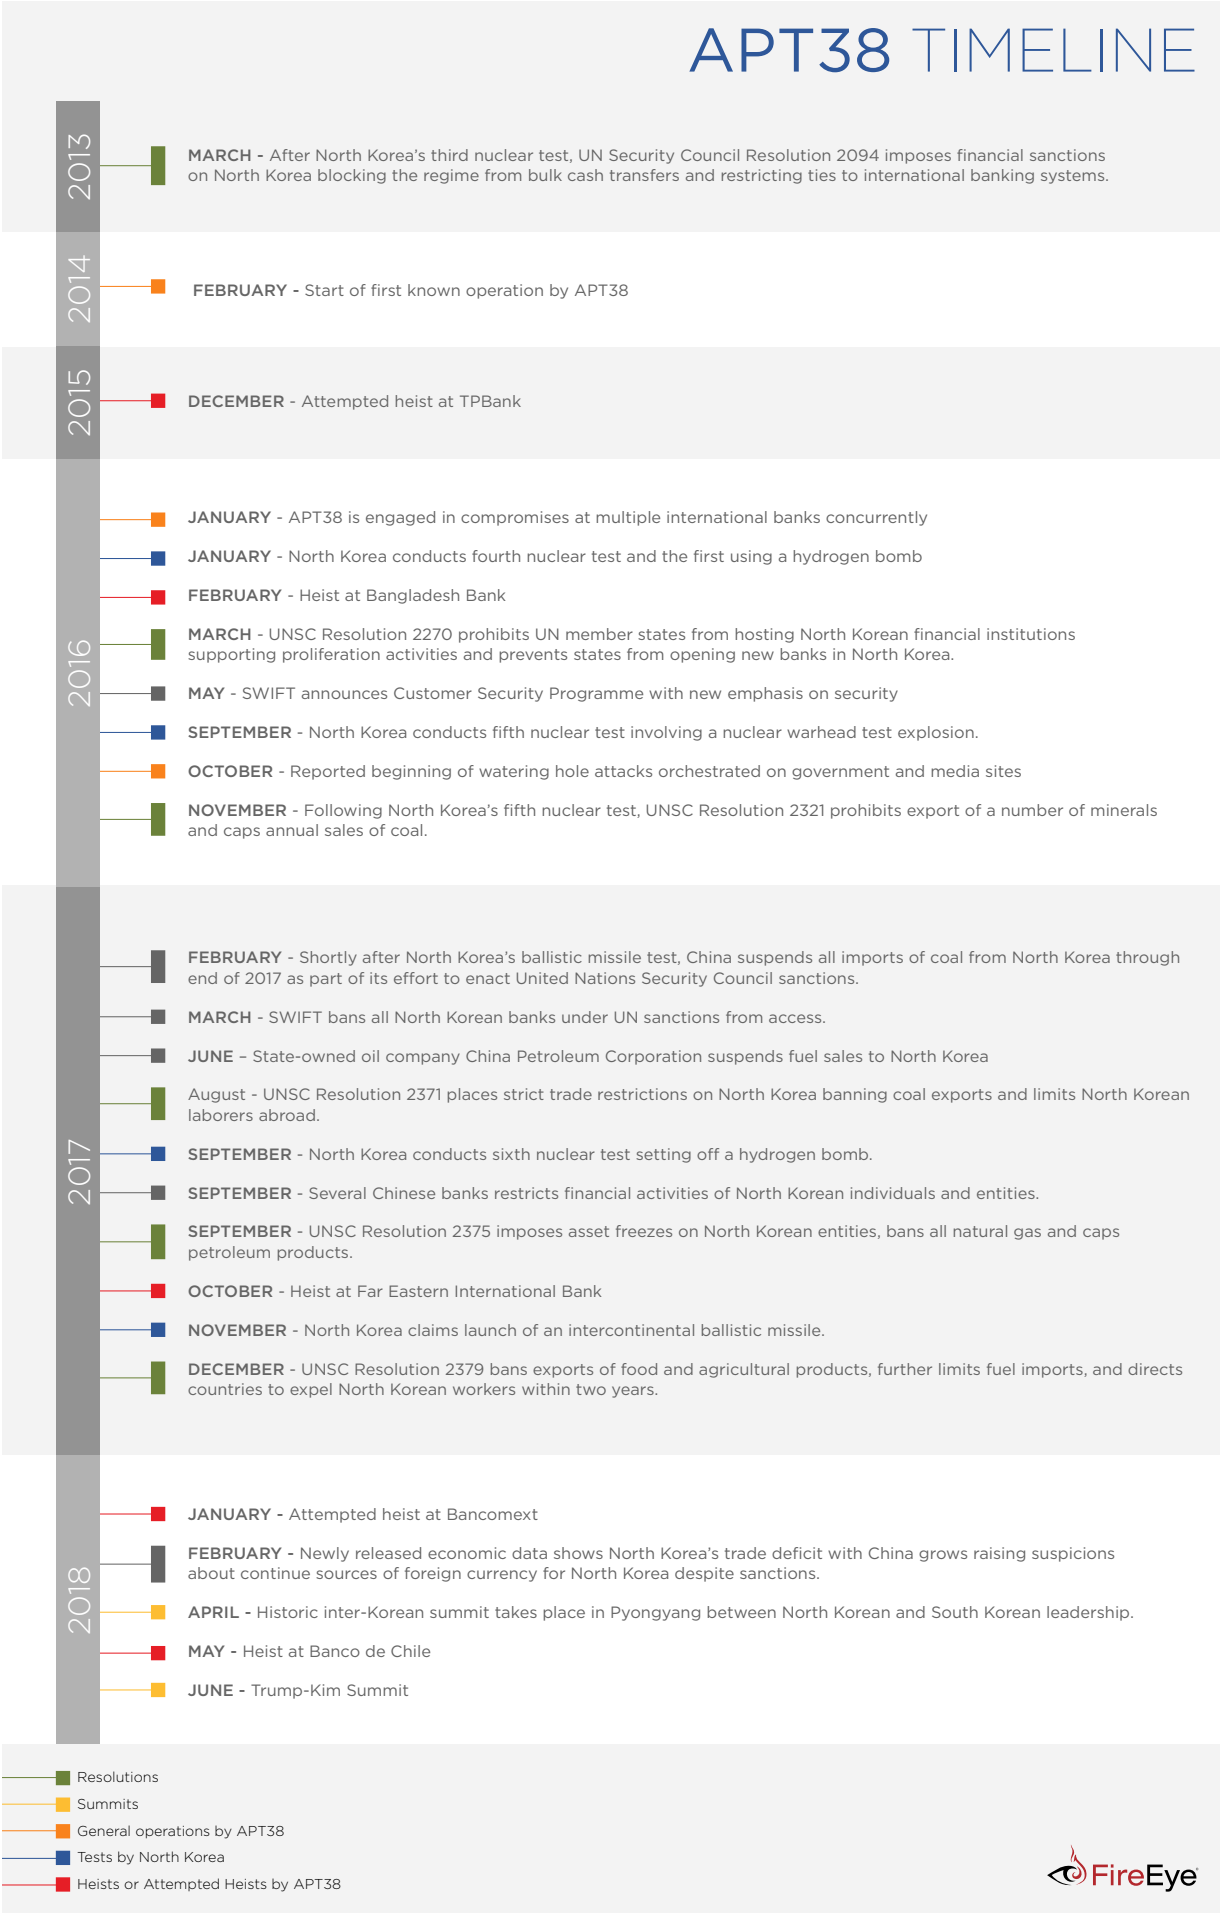 APT38 TIMELINE
2013
MARCH - After North Korea’s third nuclear test, UN Security Council Resolution 2094 imposes financial sanctions
on North Korea blocking the regime from bulk cash transfers and restricting ties to international banking systems.
2014
FEBRUARY - Start of first known operation by APT38
2015
DECEMBER - Attempted heist at TPBank
2016
JANUARY - APT38 is engaged in compromises at multiple international banks concurrently
JANUARY - North Korea conducts fourth nuclear test and the first using a hydrogen bomb
FEBRUARY - Heist at Bangladesh Bank
MARCH - UNSC Resolution 2270 prohibits UN member states from hosting North Korean financial institutions
supporting proliferation activities and prevents states from opening new banks in North Korea.
MAY - SWIFT announces Customer Security Programme with new emphasis on security
SEPTEMBER - North Korea conducts fifth nuclear test involving a nuclear warhead test explosion.
OCTOBER - Reported beginning of watering hole attacks orchestrated on government and media sites
NOVEMBER - Following North Korea’s fifth nuclear test, UNSC Resolution 2321 prohibits export of a number of minerals
and caps annual sales of coal.
2017
FEBRUARY - Shortly after North Korea’s ballistic missile test, China suspends all imports of coal from North Korea through
end of 2017 as part of its effort to enact United Nations Security Council sanctions.
MARCH - SWIFT bans all North Korean banks under UN sanctions from access.
JUNE – State-owned oil company China Petroleum Corporation suspends fuel sales to North Korea
August - UNSC Resolution 2371 places strict trade restrictions on North Korea banning coal exports and limits North Korean
laborers abroad.
SEPTEMBER - North Korea conducts sixth nuclear test setting off a hydrogen bomb.
SEPTEMBER - Several Chinese banks restricts financial activities of North Korean individuals and entities.
SEPTEMBER - UNSC Resolution 2375 imposes asset freezes on North Korean entities, bans all natural gas and caps
petroleum products.
OCTOBER - Heist at Far Eastern International Bank
NOVEMBER - North Korea claims launch of an intercontinental ballistic missile.
DECEMBER - UNSC Resolution 2379 bans exports of food and agricultural products, further limits fuel imports, and directs
countries to expel North Korean workers within two years.
2018
JANUARY - Attempted heist at Bancomext
FEBRUARY - Newly released economic data shows North Korea’s trade deficit with China grows raising suspicions
about continue sources of foreign currency for North Korea despite sanctions.
APRIL - Historic inter-Korean summit takes place in Pyongyang between North Korean and South Korean leadership.
MAY - Heist at Banco de Chile
JUNE - Trump-Kim Summit
Resolutions
Summits
General operations by APT38
Tests by North Korea
Heists or Attempted Heists by APT38
FireEye